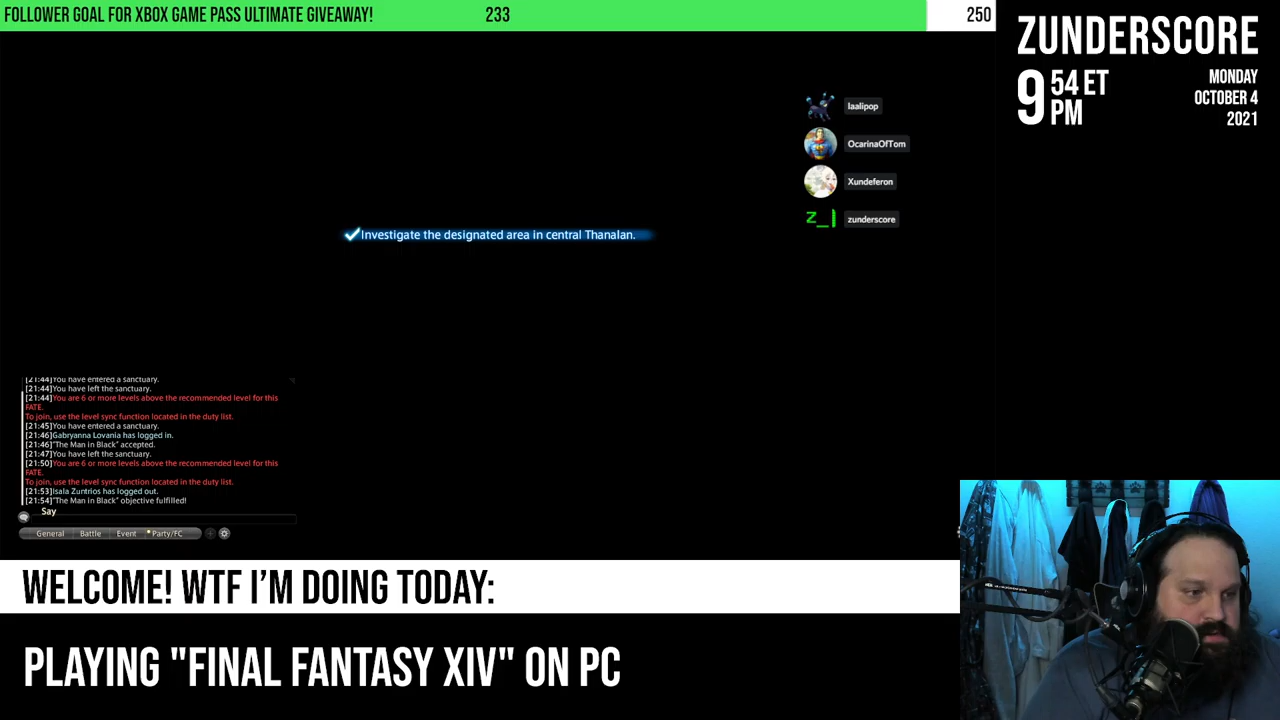 FOLLOWER GOAL FOR XBOX GAME PASS ULTIMATE GIVEAWAY!
233
250
ZUNDERSCORE
9 54 ET
PM
MONDAY
OCTOBER 4
2021
laalipop
OcarinaOfTom
Xundeferon
Z_|
zunderscore
Investigate the designated area in central Thanalan.
[21:44]You have entered a sanctuary.
[21:44]You have left the sanctuary.
[21:44]You are 6 or more levels above the recommended level for this
FATE.
To join, use the level sync function located in the duty list.
[21:45]You have entered a sanctuary.
[21:46]Gabryanna Lovania has logged in.
[21:46]"The Man in Black" accepted.
[21:47]You have left the sanctuary.
[21:50]You are 6 or more levels above the recommended level for this
FATE.
To join, use the level sync function located in the duty list.
[21:53]Isala Zuntrios has logged out.
[21:54]"The Man in Black" objective fulfilled!
Say
General Battle Event Party/FC
WELCOME! WTF I'M DOING TODAY:
PLAYING "FINAL FANTASY XIV" ON PC